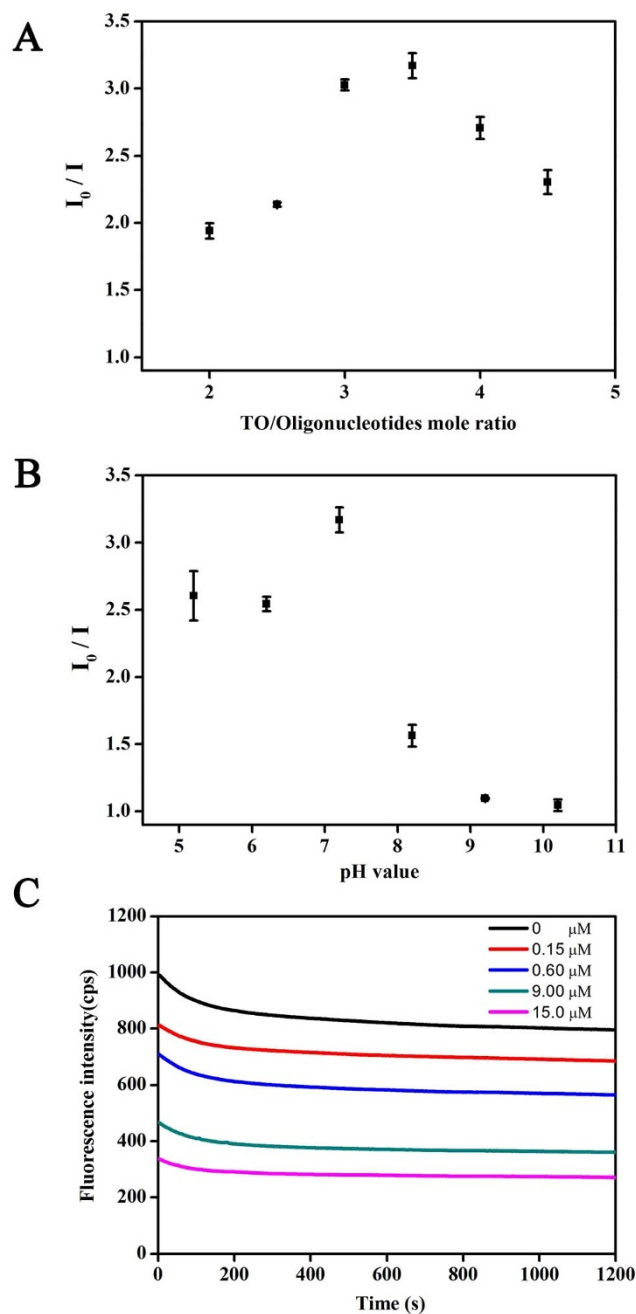 A
3.5
3.0
2.5
2.0
1.5
1.0
I0 / I
2 3 4 5
TO/Oligonucleotides mole ratio
B
3.5
3.0
2.5
2.0
1.5
1.0
I0 / I
5 6 7 8 9 10 11
pH value
C
1200
1000
800
600
400
200
0
Fluorescence intensity(cps)
0 μM
0.15 μM
0.60 μM
9.00 μM
15.0 μM
0 200 400 600 800 1000 1200
Time (s)